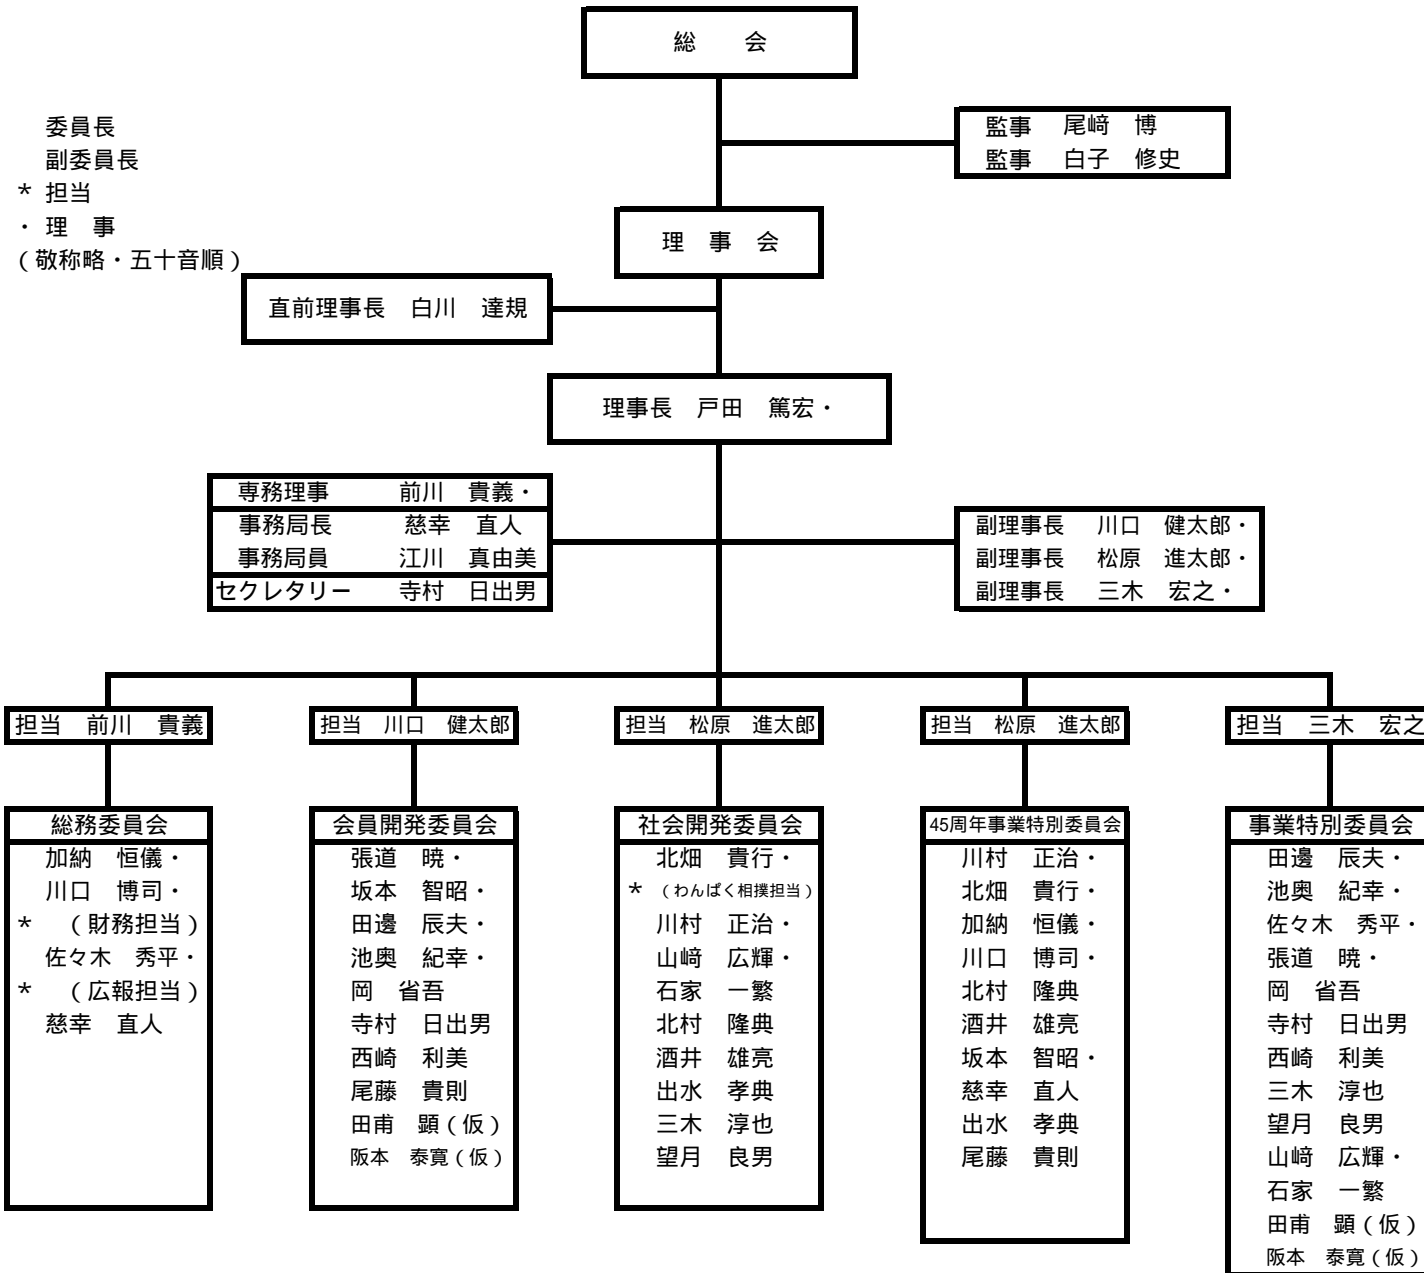 総　会
委員長
副委員長
* 担当
・ 理　事
(敬称略・五十音順)
監事　尾﨑　博
監事　白子　修史
理　事　会
直前理事長　白川　達規
理事長　戸田　篤宏・
専務理事　前川　貴義・
事務局長　慈幸　直人
事務局員　江川　真由美
セクレタリー　寺村　日出男
副理事長　川口　健太郎・
副理事長　松原　進太郎・
副理事長　三木　宏之・
担当　前川　貴義
担当　川口　健太郎
担当　松原　進太郎
担当　松原　進太郎
担当　三木　宏之
総務委員会
加納　恒儀・
川口　博司・
*　(財務担当)
佐々木　秀平・
*　(広報担当)
慈幸　直人
会員開発委員会
張道　暁・
坂本　智昭・
田邊　辰夫・
池奥　紀幸・
岡　省吾
寺村　日出男
西崎　利美
尾藤　貴則
田甫　顕(仮)
阪本　泰寛(仮)
社会開発委員会
北畑　貴行・
* (わんぱく相撲担当)
川村　正治・
山﨑　広輝・
石家　一繁
北村　隆典
酒井　雄亮
出水　孝典
三木　淳也
望月　良男
45周年事業特別委員会
川村　正治・
北畑　貴行・
加納　恒儀・
川口　博司・
北村　隆典
酒井　雄亮
坂本　智昭・
慈幸　直人
出水　孝典
尾藤　貴則
事業特別委員会
田邊　辰夫・
池奥　紀幸・
佐々木　秀平・
張道　暁・
岡　省吾
寺村　日出男
西崎　利美
三木　淳也
望月　良男
山﨑　広輝・
石家　一繁
田甫　顕(仮)
阪本　泰寛(仮)